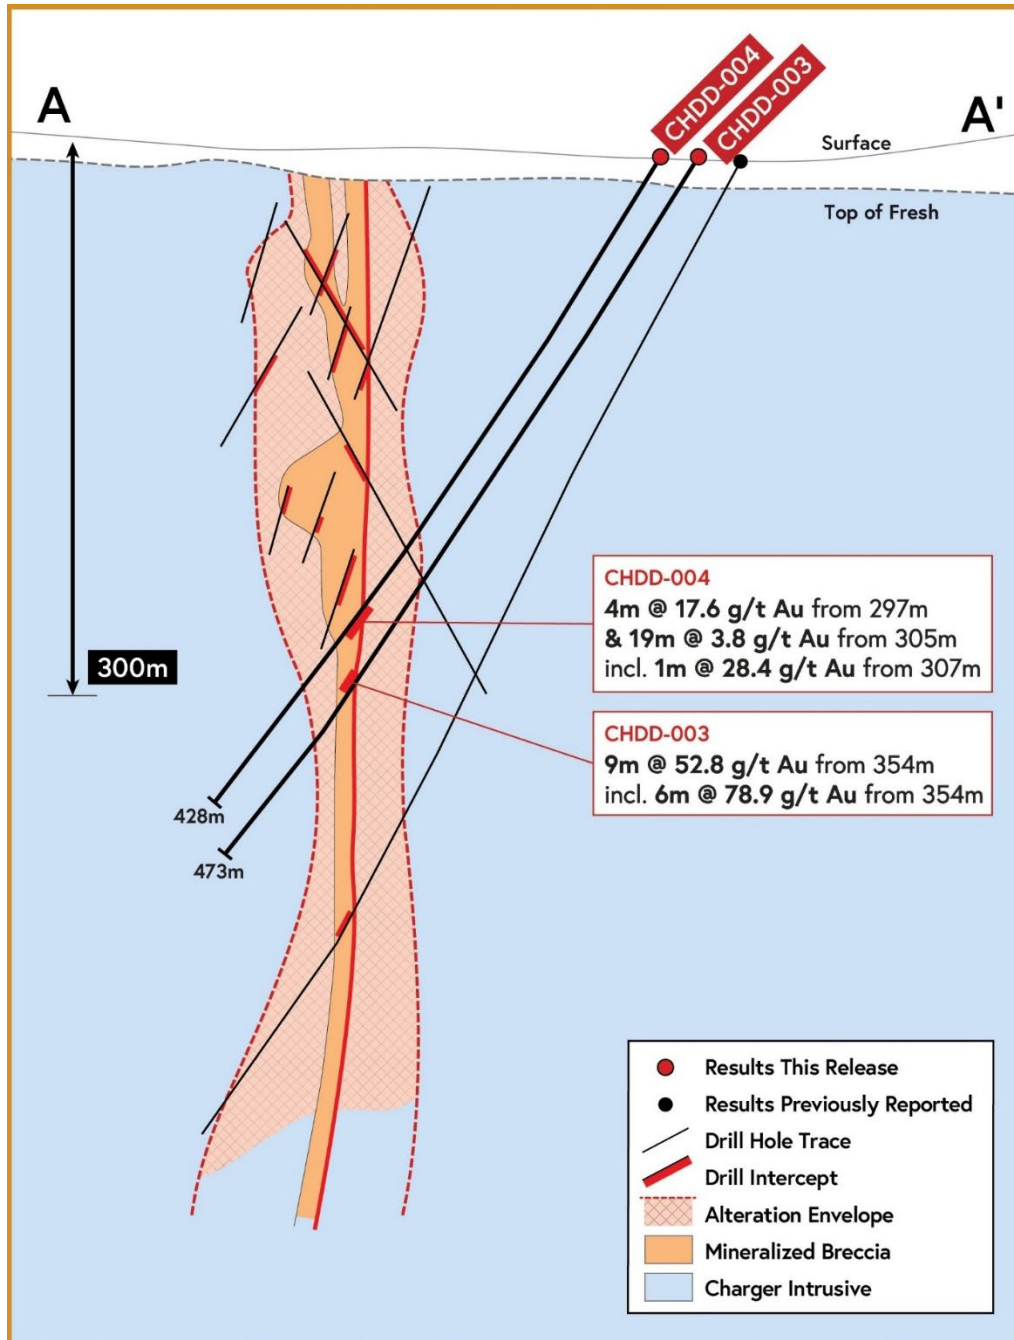 A
CHDD-004
CHDD-003
A'
Surface
Top of Fresh
300m
CHDD-004
4m @ 17.6 g/t Au from 297m
& 19m @ 3.8 g/t Au from 305m
incl. 1m @ 28.4 g/t Au from 307m
CHDD-003
9m @ 52.8 g/t Au from 354m
incl. 6m @ 78.9 g/t Au from 354m
428m
473m
Results This Release
Results Previously Reported
Drill Hole Trace
Drill Intercept
Alteration Envelope
Mineralized Breccia
Charger Intrusive